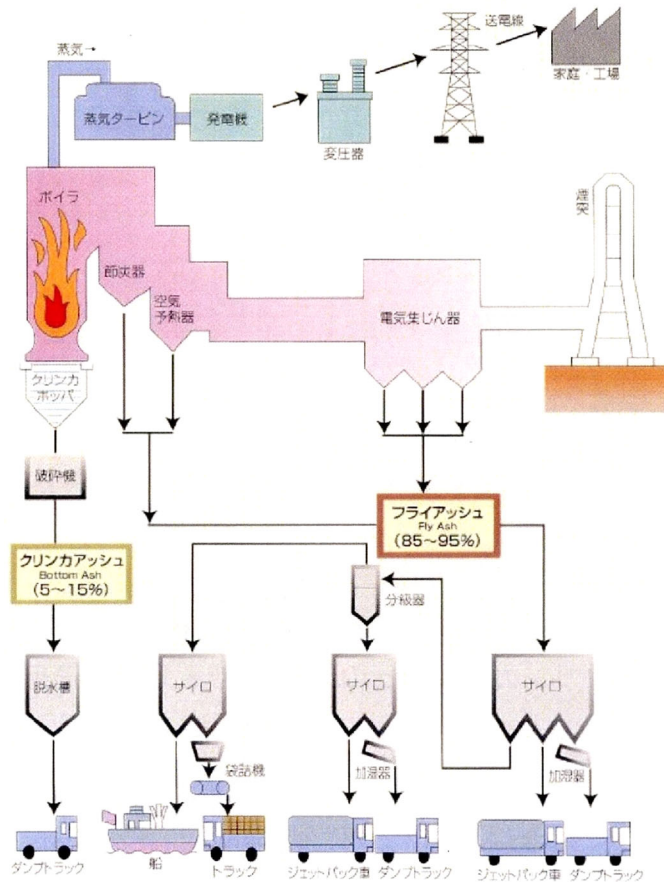 蒸気→
蒸気タービン
発電機
変圧器
送電線
家庭・工場
ボイラ
節炭器
空気
予熱器
電気集じん器
煙突
クリンカ
ホッパ
破砕機
クリンカアッシュ
Bottom Ash
(5～15%)
フライアッシュ
Fly Ash
(85～95%)
分級器
脱水槽
サイロ
サイロ
サイロ
袋詰機
加湿器
加湿器
ダンプトラック
船
トラック
ジェットパック車
ダンプトラック
ジェットパック車
ダンプトラック